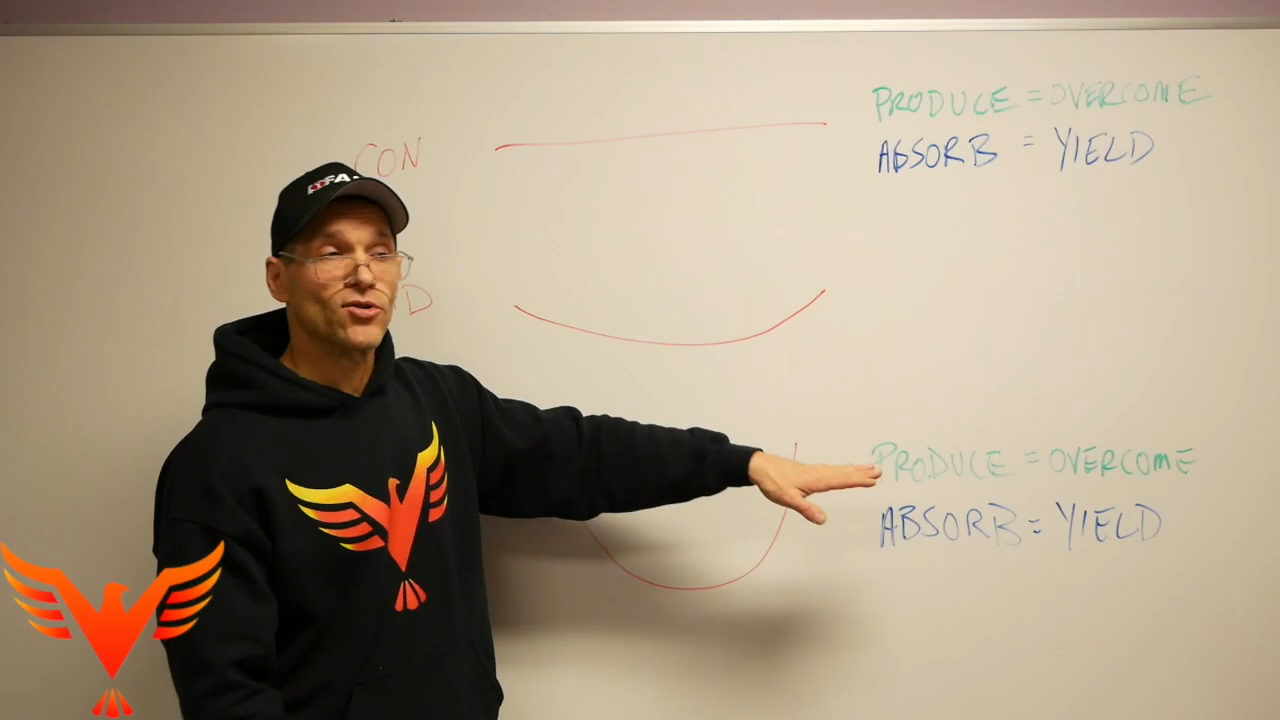 PRODUCE = OVERCOME
ABSORB = YIELD
CON
D
PRODUCE = OVERCOME
ABSORB = YIELD